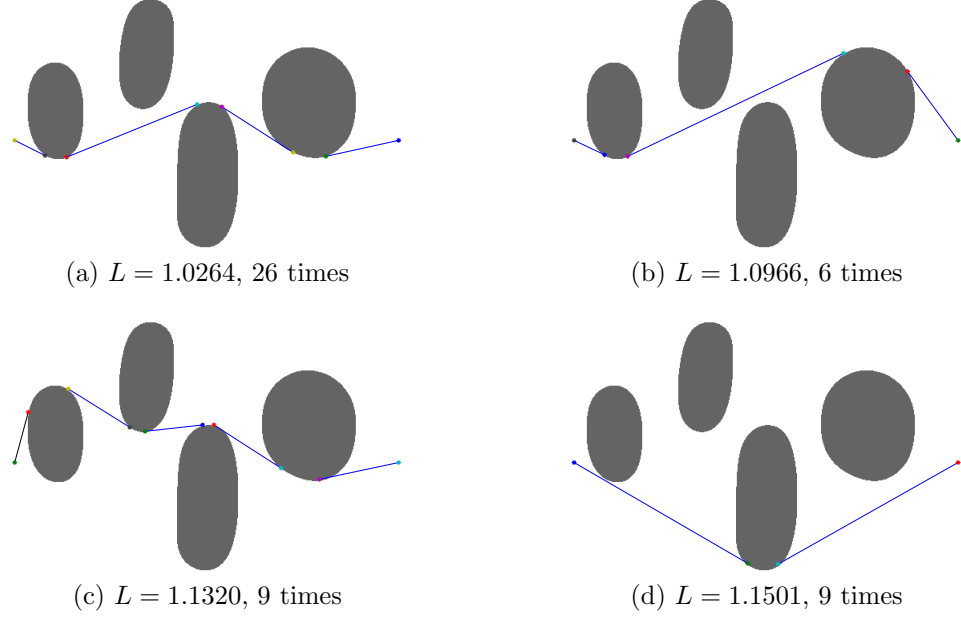 (a) L = 1.0264, 26 times
(b) L = 1.0966, 6 times
(c) L = 1.1320, 9 times
(d) L = 1.1501, 9 times